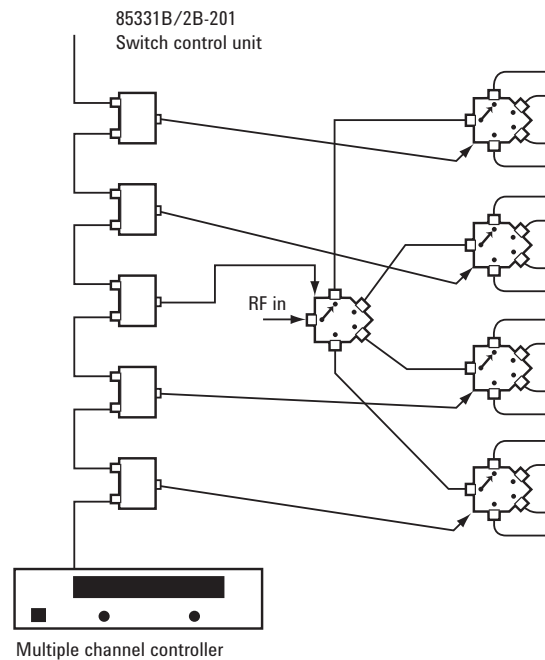 85331B/2B-201
Switch control unit
RF in
Multiple channel controller